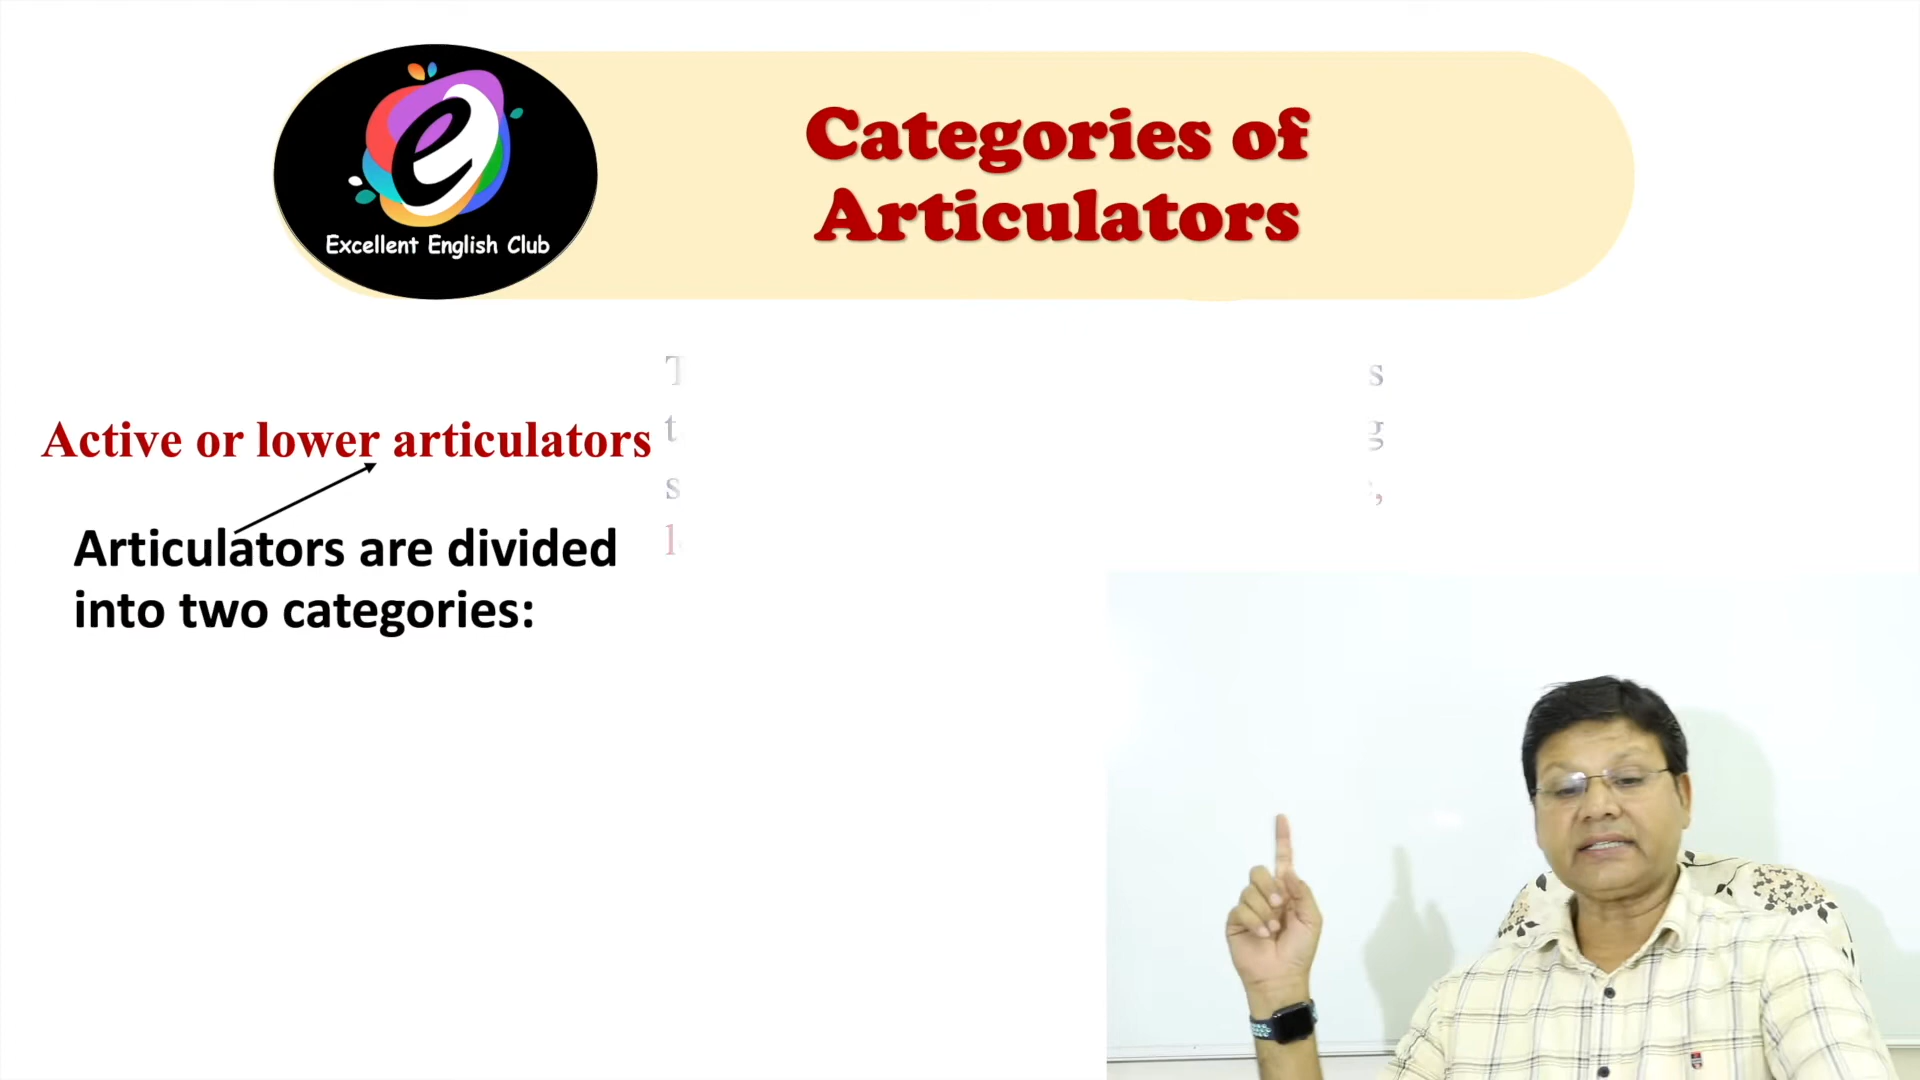 Categories of
Articulators
Excellent English Club
Active or lower articulators
Articulators are divided
into two categories: